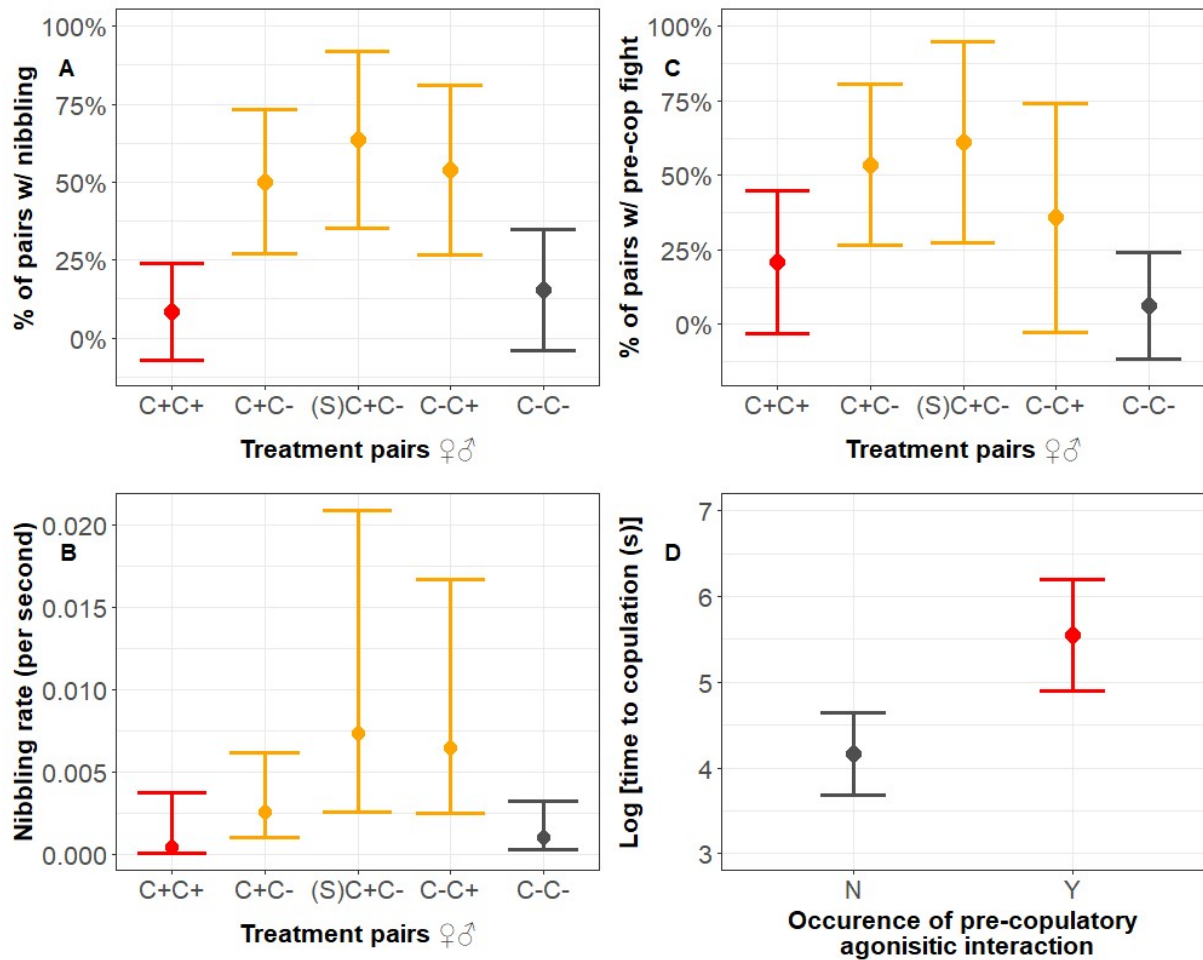 A
% of pairs w/ nibbling
100%
75%
50%
25%
0%
C+C+ C+C- (S)C+C- C-C+ C-C-
Treatment pairs ♀♂
C
% of pairs w/ pre-cop fight
100%
75%
50%
25%
0%
C+C+ C+C- (S)C+C- C-C+ C-C-
Treatment pairs ♀♂
B
Nibbling rate (per second)
0.020
0.015
0.010
0.005
0.000
C+C+ C+C- (S)C+C- C-C+ C-C-
Treatment pairs ♀♂
D
Log [time to copulation (s)]
7
6
5
4
3
N Y
Occurence of pre-copulatory
agonisitic interaction